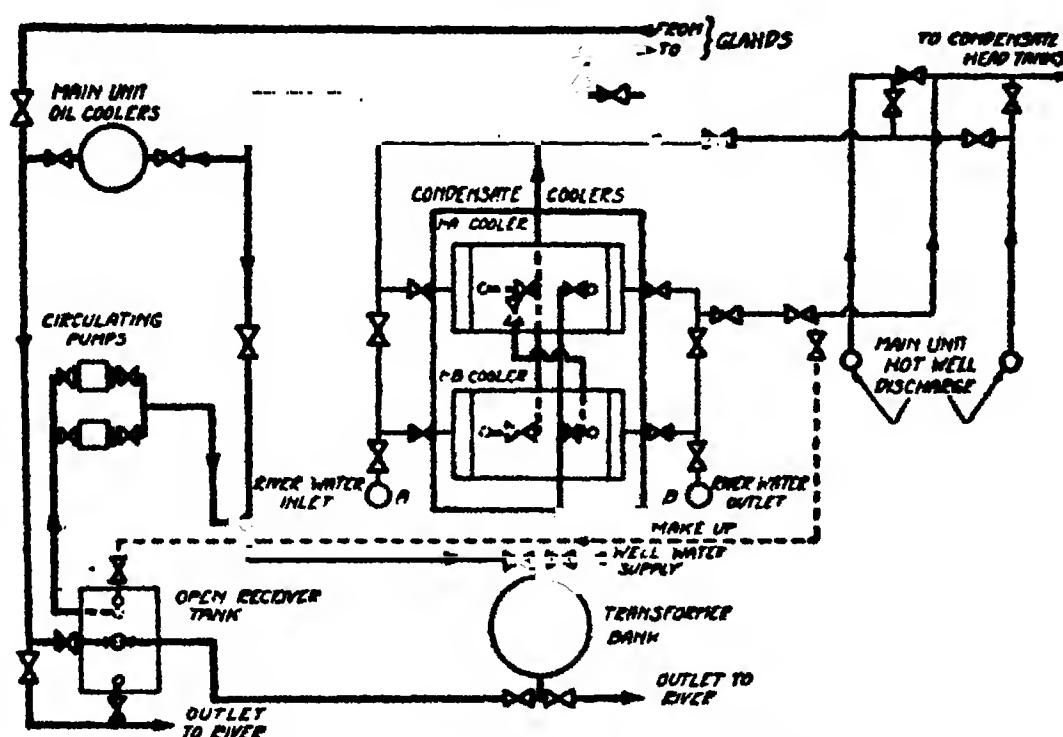 FROM
TO
GLANDS
TO CONDENSATE
HEAD TANKS
MAIN UNIT
OIL COOLERS
CONDENSATE COOLERS
COOLER
CIRCULATING
PUMPS
COOLER
MAIN UNIT
HOT WELL
DISCHARGE
RIVER WATER
INLET
A
B
RIVER WATER
OUTLET
MAKE UP
WELL WATER
SUPPLY
OPEN RECEIVER
TANK
TRANSFORMER
BANK
OUTLET TO
RIVER
OUTLET
TO RIVER